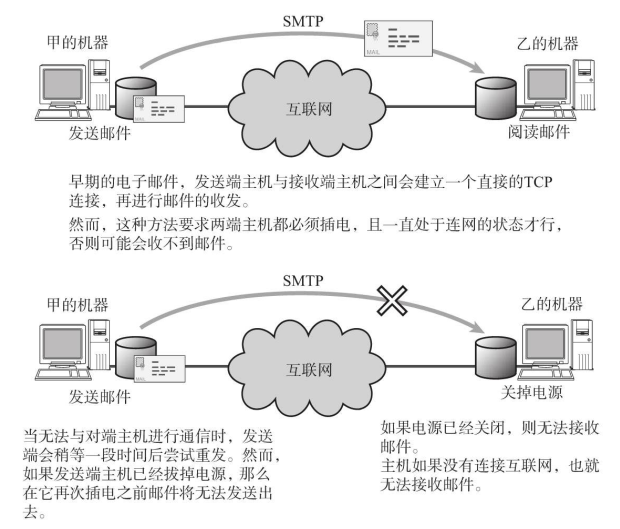 SMTP
甲的机器
乙的机器
MAIL
互联网
MAIL
发送邮件
阅读邮件
早期的电子邮件，发送端主机与接收端主机之间会建立一个直接的TCP
连接，再进行邮件的收发。
然而，这种方法要求两端主机都必须插电，且一直处于连网的状态才行，
否则可能会收不到邮件。
SMTP
甲的机器
乙的机器
互联网
MAIL
发送邮件
关掉电源
当无法与对端主机进行通信时，发送
端会稍等一段时间后尝试重发。然而，
如果发送端主机已经拔掉电源，那么
在它再次插电之前邮件将无法发送出
去。
如果电源已经关闭，则无法接收
邮件。
主机如果没有连接互联网，也就
无法接收邮件。